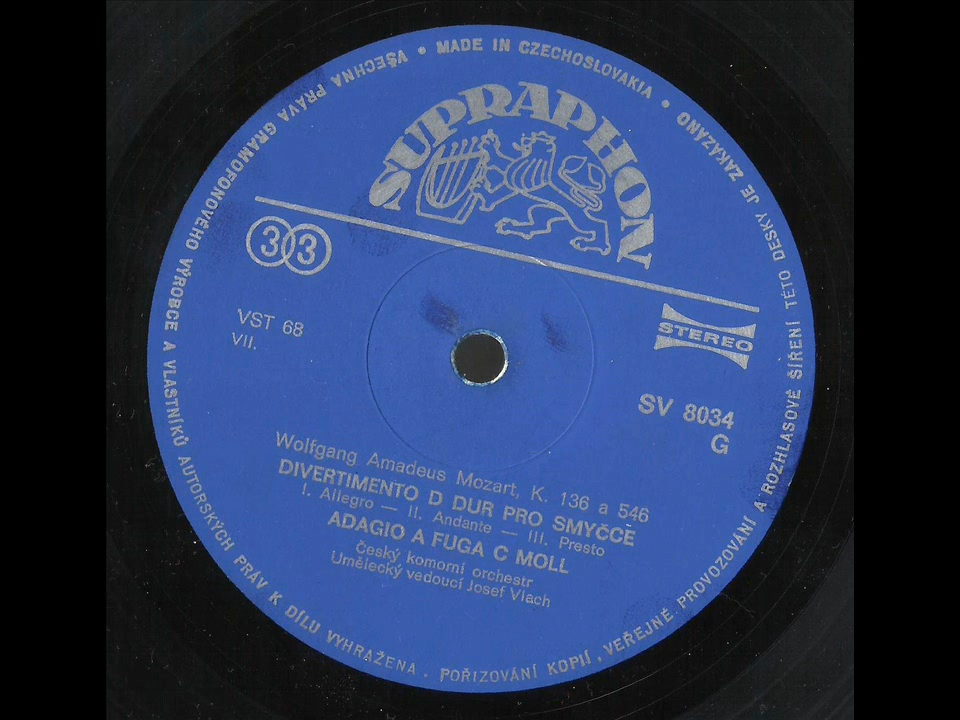 MADE IN CZECHOSLOVAKIA •
VŠECHNA PRÁVA GRAMOFONOVÉHO VÝROBCE A VLASTNÍKŮ AUTORSKÝCH PRÁV K DÍLU VYHRAŽENA. POŘIZOVÁNÍ KOPIÍ, VEŘEJNÉ PROVOZOVÁNÍ A ROZHLASOVÉ ŠÍŘENÍ TÉTO DESKY JE ZAKÁZÁNO •
SUPRAPHON
33
STEREO
VST 68
VII.
SV 8034
G
Wolfgang Amadeus Mozart, K. 136 a 546
DIVERTIMENTO D DUR PRO SMYČCE
I. Allegro — II. Andante — III. Presto
ADAGIO A FUGA C MOLL
Český komorní orchestr
Umělecký vedoucí Josef Vlach